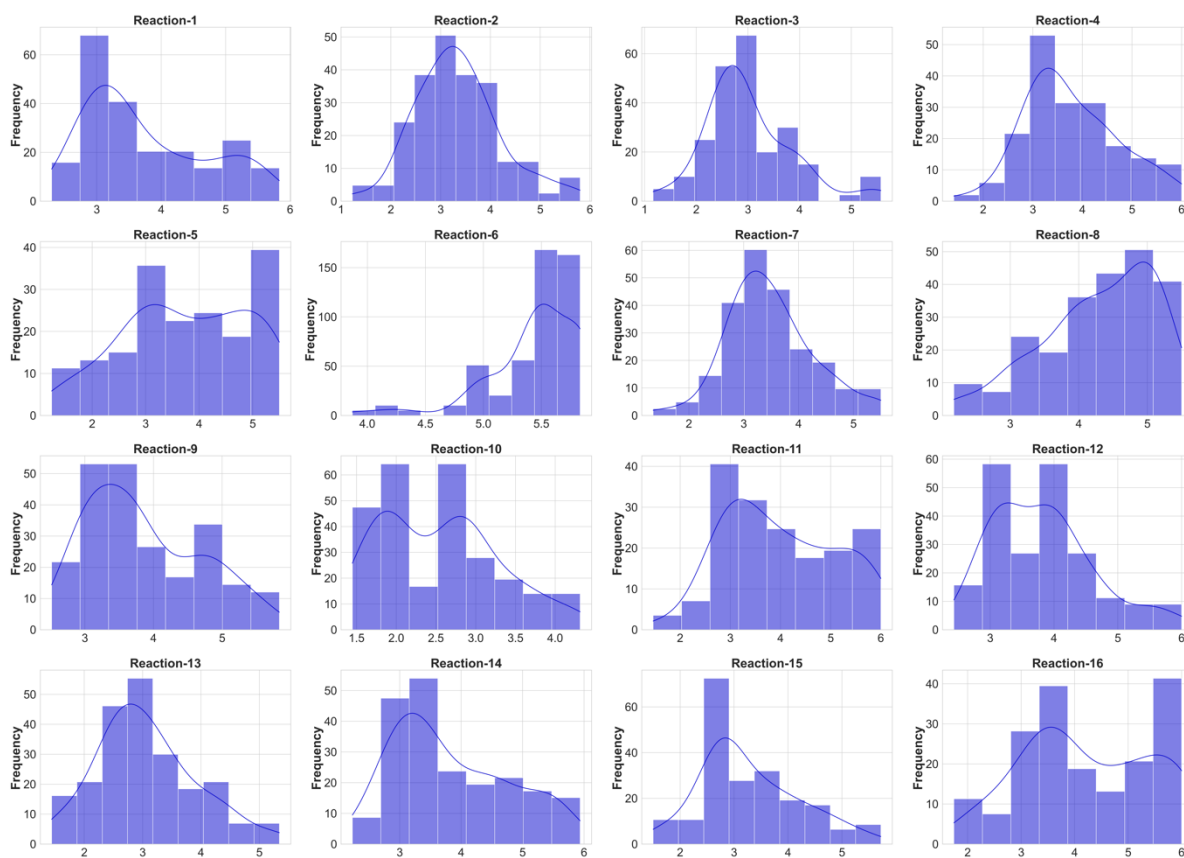 Reaction-1 Reaction-2 Reaction-3 Reaction-4
Frequency Frequency Frequency Frequency
60 50 60 50
40 40 40 40
20 30 20 30
0 20 0 20
10 10
0 0
3 4 5 6 1 2 3 4 5 6 1 2 3 4 5 2 3 4 5 6
Reaction-5 Reaction-6 Reaction-7 Reaction-8
Frequency Frequency Frequency Frequency
40 150 60 50
30 100 50 40
20 50 40 30
10 0 30 20
0 20 10
10 0
0
2 3 4 5 4.0 4.5 5.0 5.5 2 3 4 5 3 4 5
Reaction-9 Reaction-10 Reaction-11 Reaction-12
Frequency Frequency Frequency Frequency
50 60 40 60
40 50 30 50
30 40 20 40
20 30 10 30
10 20 0 20
0 10 10
0 0
3 4 5 1.5 2.0 2.5 3.0 3.5 4.0 2 3 4 5 6 3 4 5 6
Reaction-13 Reaction-14 Reaction-15 Reaction-16
Frequency Frequency Frequency Frequency
50 50 60 40
40 40 40 30
30 30 20 20
20 20 0 10
10 10 0
0 0
2 3 4 5 3 4 5 6 2 3 4 5 2 3 4 5 6